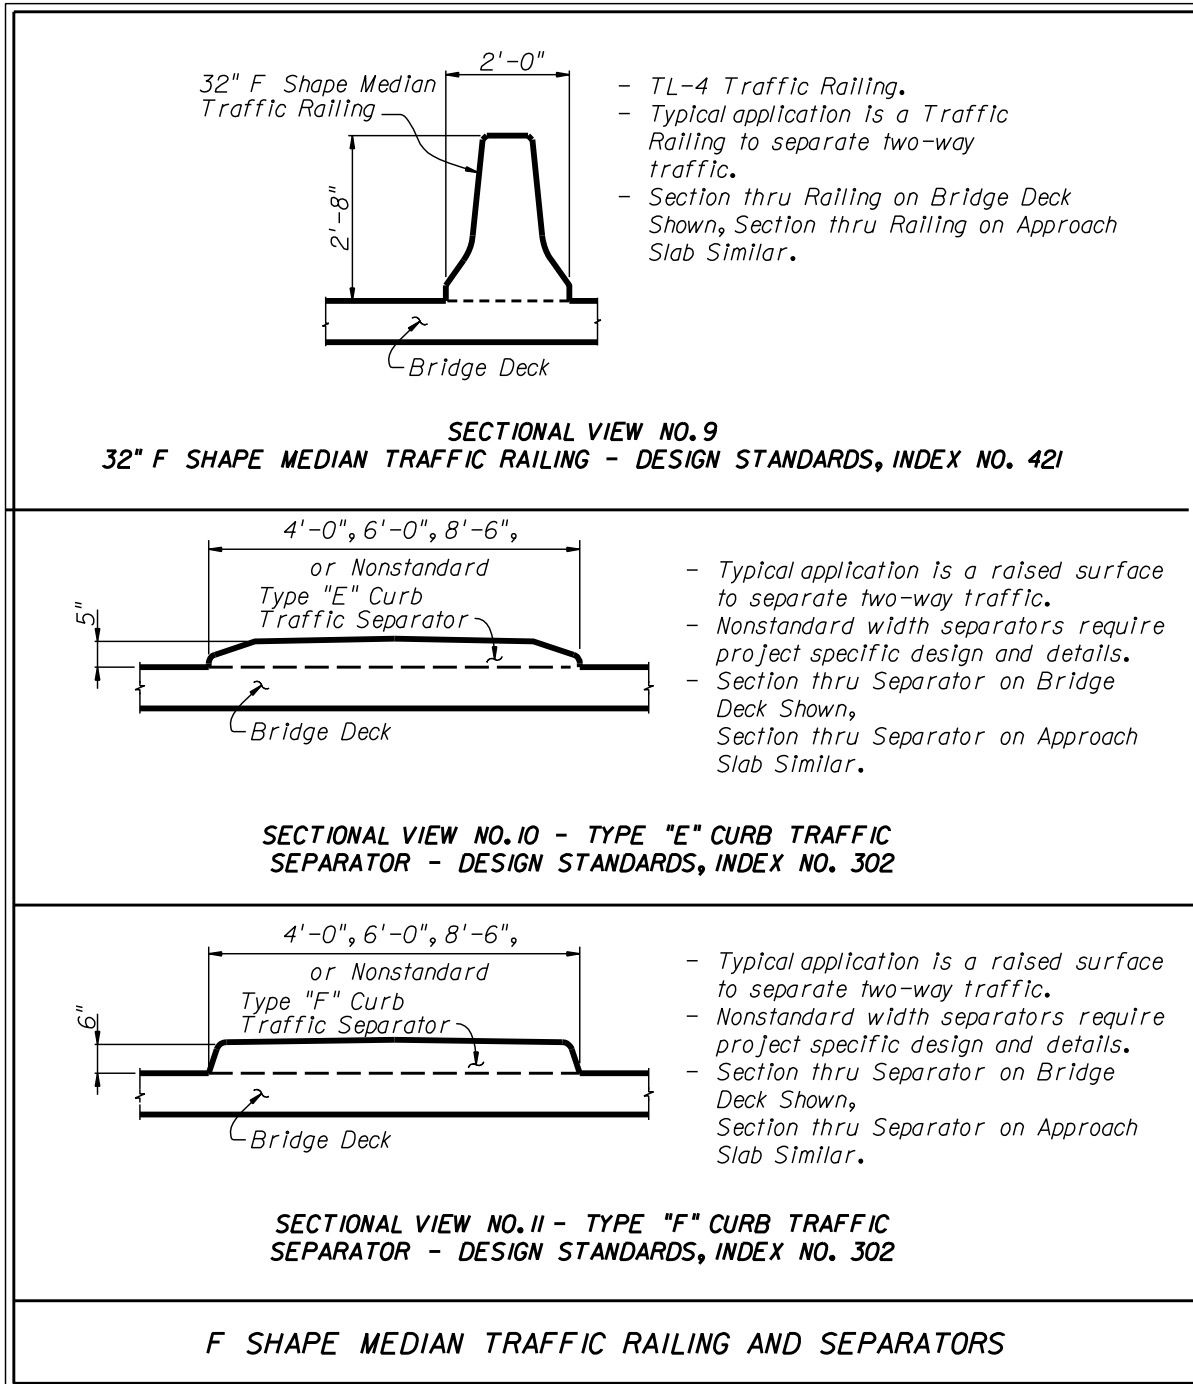 2'-0"
32" F Shape Median
Traffic Railing
2'-8"
Bridge Deck
- TL-4 Traffic Railing.
- Typical application is a Traffic
Railing to separate two-way
traffic.
- Section thru Railing on Bridge Deck
Shown, Section thru Railing on Approach
Slab Similar.
SECTIONAL VIEW NO. 9
32" F SHAPE MEDIAN TRAFFIC RAILING - DESIGN STANDARDS, INDEX NO. 421
4'-0", 6'-0", 8'-6",
or Nonstandard
Type "E" Curb
Traffic Separator
5"
Bridge Deck
- Typical application is a raised surface
to separate two-way traffic.
- Nonstandard width separators require
project specific design and details.
- Section thru Separator on Bridge
Deck Shown,
Section thru Separator on Approach
Slab Similar.
SECTIONAL VIEW NO. 10 - TYPE "E" CURB TRAFFIC
SEPARATOR - DESIGN STANDARDS, INDEX NO. 302
4'-0", 6'-0", 8'-6",
or Nonstandard
Type "F" Curb
Traffic Separator
6"
Bridge Deck
- Typical application is a raised surface
to separate two-way traffic.
- Nonstandard width separators require
project specific design and details.
- Section thru Separator on Bridge
Deck Shown,
Section thru Separator on Approach
Slab Similar.
SECTIONAL VIEW NO. 11 - TYPE "F" CURB TRAFFIC
SEPARATOR - DESIGN STANDARDS, INDEX NO. 302
F SHAPE MEDIAN TRAFFIC RAILING AND SEPARATORS